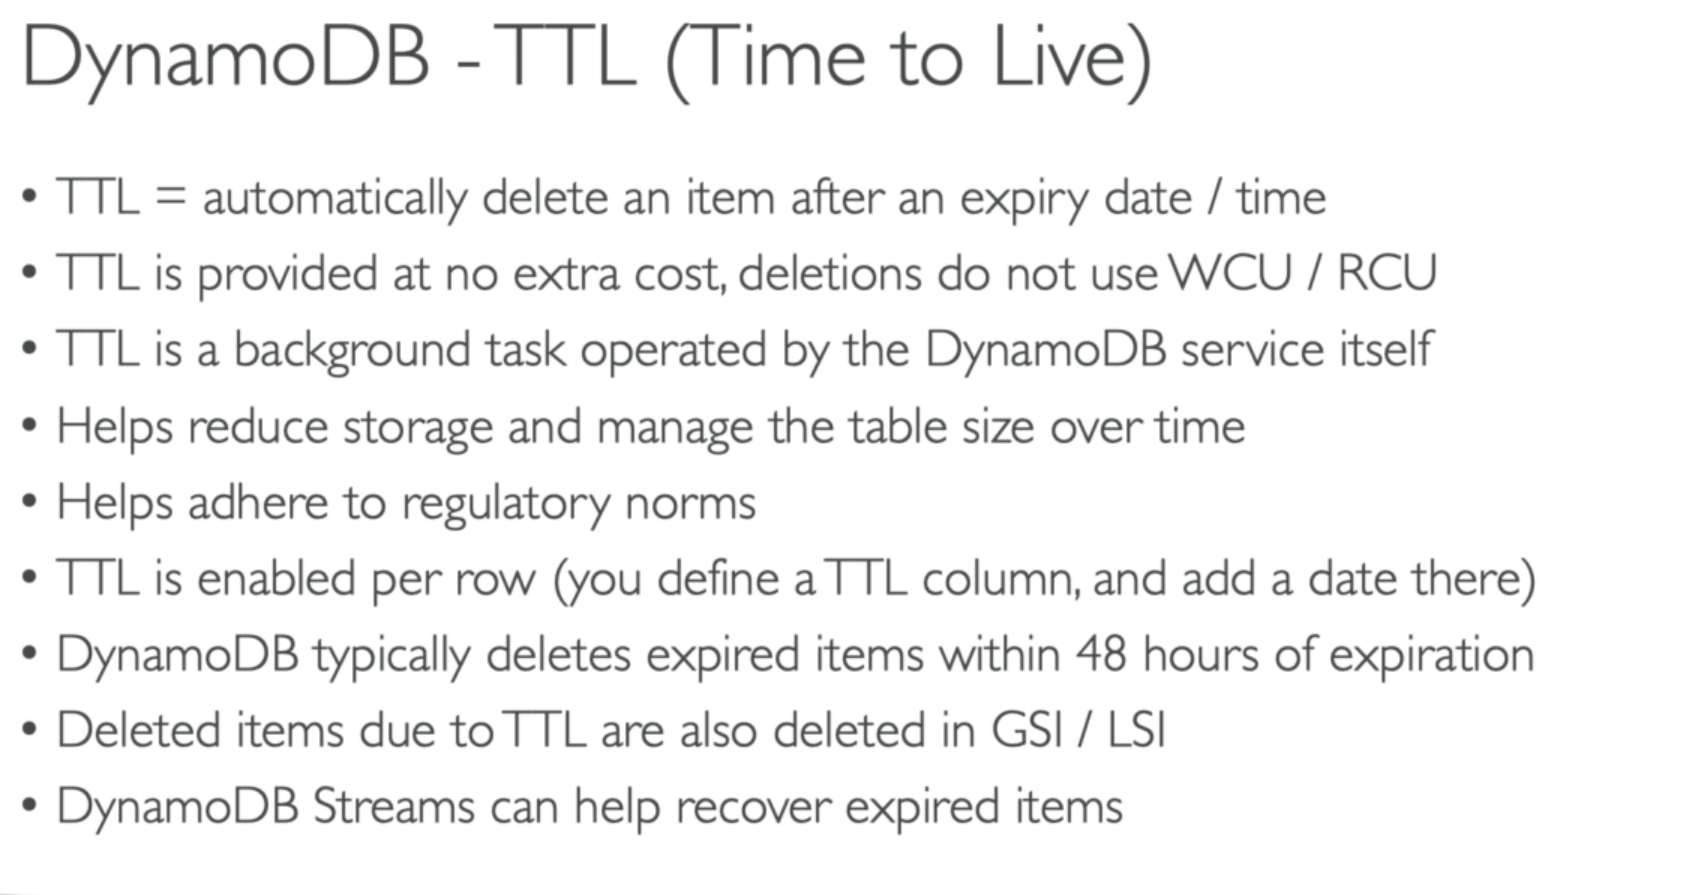 DynamoDB - TTL (Time to Live)
• TTL = automatically delete an item after an expiry date / time
• TTL is provided at no extra cost, deletions do not use WCU / RCU
• TTL is a background task operated by the DynamoDB service itself
• Helps reduce storage and manage the table size over time
• Helps adhere to regulatory norms
• TTL is enabled per row (you define a TTL column, and add a date there)
• DynamoDB typically deletes expired items within 48 hours of expiration
• Deleted items due to TTL are also deleted in GSI / LSI
• DynamoDB Streams can help recover expired items